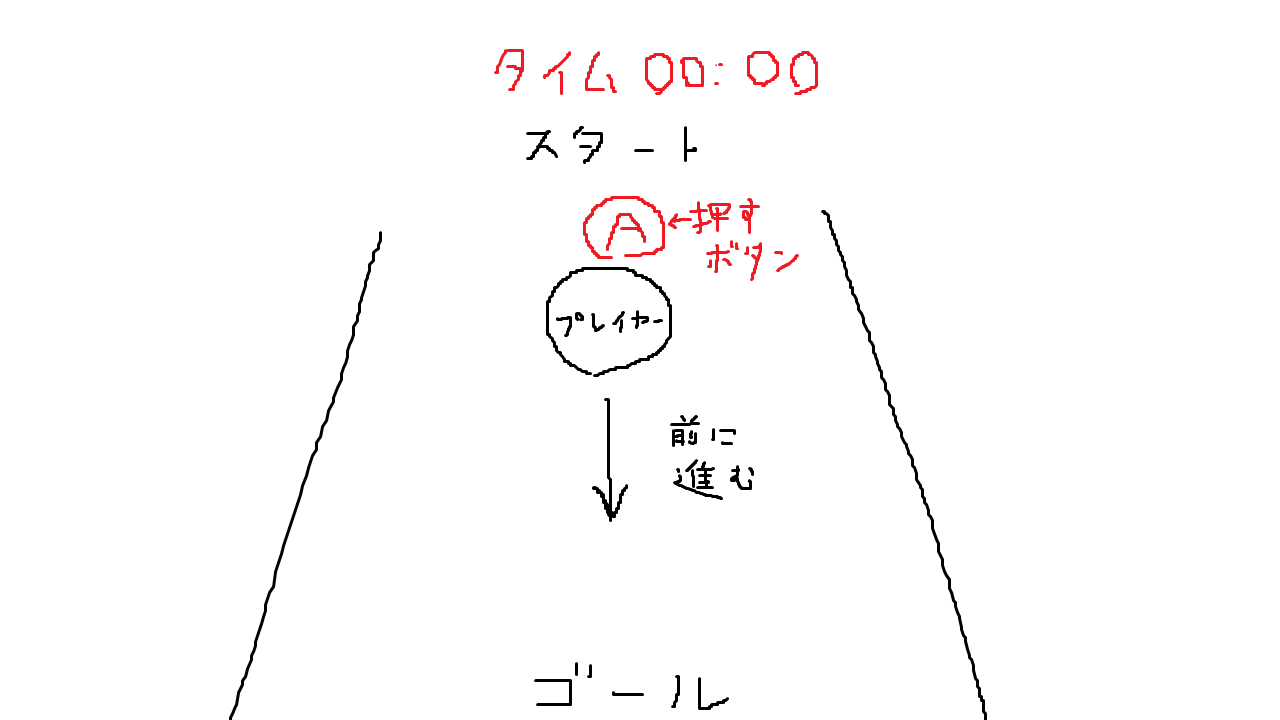 タイム 00:00
スタート
A ←押す
ボタン
プレイヤー
前に
進む
ゴール